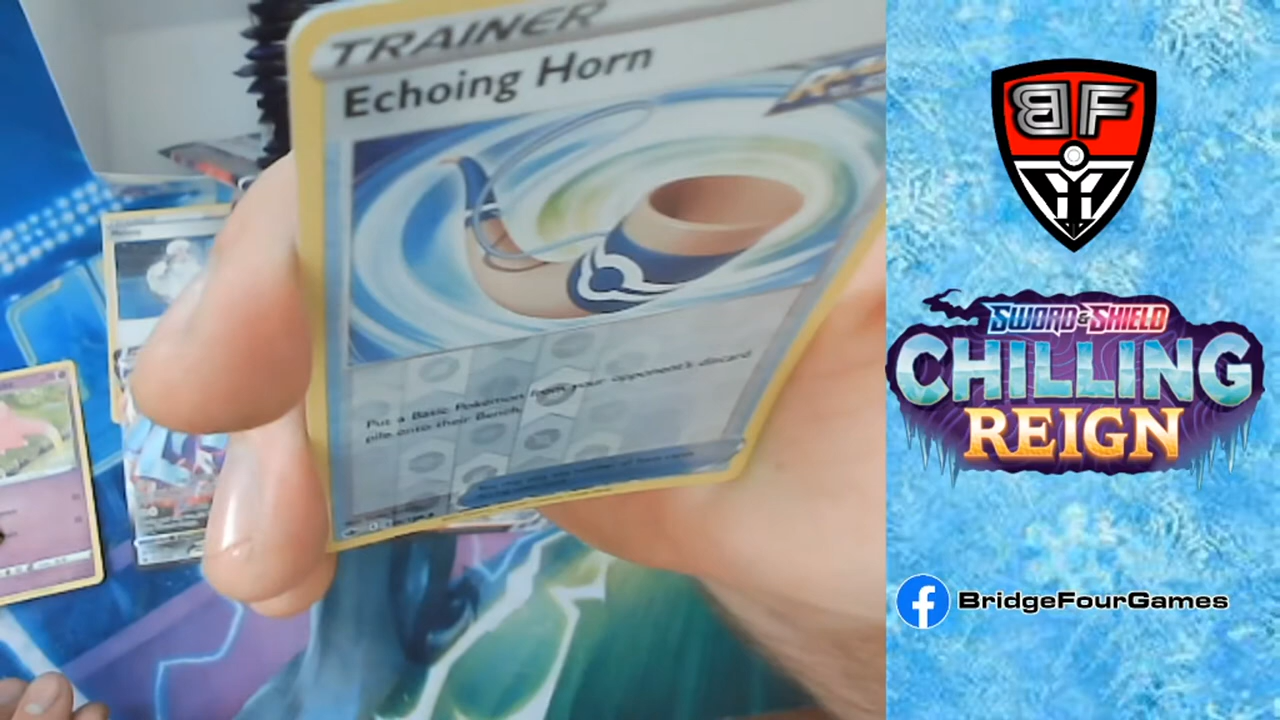 TRAINER
Echoing Horn
Put a Basic Pokémon from your opponent's discard
pile onto their Bench.
BF
SWORD & SHIELD
CHILLING
REIGN
BridgeFourGames